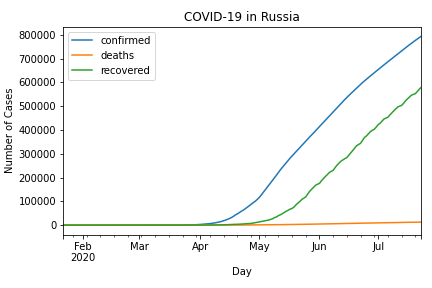 COVID-19 in Russia
confirmed
deaths
recovered
800000
700000
600000
500000
400000
300000
200000
100000
0
Number of Cases
Feb
2020
Mar
Apr
May
Jun
Jul
Day